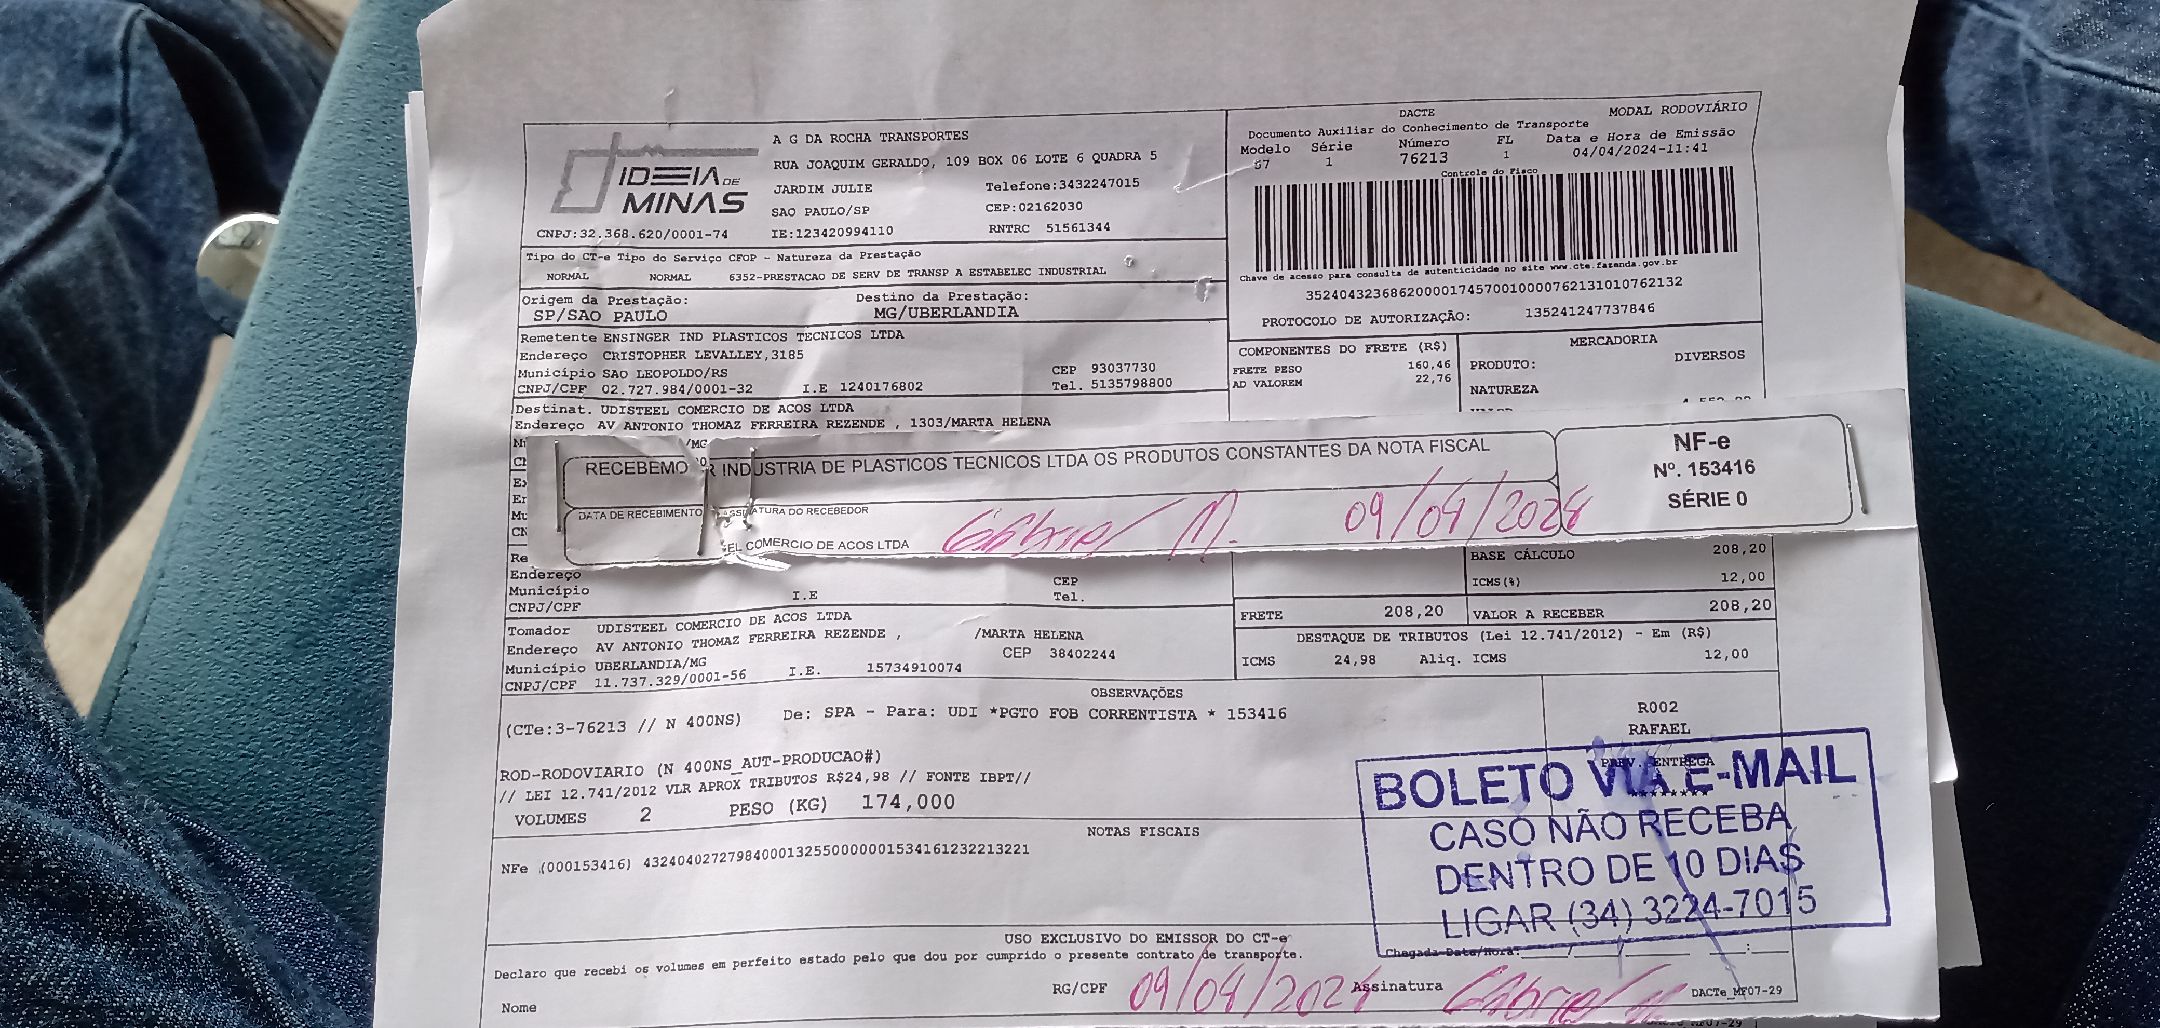 IDEIA DE
MINAS
CNPJ:32.368.620/0001-74
A G DA ROCHA TRANSPORTES
RUA JOAQUIM GERALDO, 109 BOX 06 LOTE 6 QUADRA 5
JARDIM JULIE Telefone:3432247015
SAO PAULO/SP CEP:02162030
IE:123420994110 RNTRC 51561344
DACTE MODAL RODOVIÁRIO
Documento Auxiliar do Conhecimento de Transporte
Modelo Série Número FL Data e Hora de Emissão
57 1 76213 1 04/04/2024-11:41
Controle do Fisco
Chave de acesso para consulta de autenticidade no site www.cte.fazenda.gov.br
35240432368620000174570010000762131010762132
PROTOCOLO DE AUTORIZAÇÃO: 135241247737846
Tipo do CT-e Tipo do Serviço CFOP - Natureza da Prestação
NORMAL NORMAL 6352-PRESTACAO DE SERV DE TRANSP A ESTABELEC INDUSTRIAL
Origem da Prestação: Destino da Prestação:
SP/SAO PAULO MG/UBERLANDIA
Remetente ENSINGER IND PLASTICOS TECNICOS LTDA
Endereço CRISTOPHER LEVALLEY,3185
Município SAO LEOPOLDO/RS CEP 93037730
CNPJ/CPF 02.727.984/0001-32 I.E 1240176802 Tel. 5135798800
COMPONENTES DO FRETE (R$)
FRETE PESO 160,46
AD VALOREM 22,76
MERCADORIA
PRODUTO: DIVERSOS
NATUREZA
Destinat. UDISTEEL COMERCIO DE ACOS LTDA
Endereço AV ANTONIO THOMAZ FERREIRA REZENDE , 1303/MARTA HELENA
/MG
RECEBEMO R INDUSTRIA DE PLASTICOS TECNICOS LTDA OS PRODUTOS CONSTANTES DA NOTA FISCAL
DATA DE RECEBIMENTO ASSINATURA DO RECEBEDOR
EL COMERCIO DE ACOS LTDA
Gabriel M. 09/04/2024
NF-e
Nº. 153416
SÉRIE 0
Re
Endereço CEP
Município I.E Tel.
CNPJ/CPF
BASE CÁLCULO 208,20
ICMS(%) 12,00
FRETE 208,20 VALOR A RECEBER 208,20
DESTAQUE DE TRIBUTOS (Lei 12.741/2012) - Em (R$)
ICMS 24,98 Aliq. ICMS 12,00
Tomador UDISTEEL COMERCIO DE ACOS LTDA
Endereço AV ANTONIO THOMAZ FERREIRA REZENDE , /MARTA HELENA
Município UBERLANDIA/MG CEP 38402244
CNPJ/CPF 11.737.329/0001-56 I.E. 15734910074
OBSERVAÇÕES
(CTe:3-76213 // N 400NS) De: SPA - Para: UDI *PGTO FOB CORRENTISTA * 153416
ROD-RODOVIARIO (N 400NS_AUT-PRODUCAO#)
// LEI 12.741/2012 VLR APROX TRIBUTOS R$24,98 // FONTE IBPT//
VOLUMES 2 PESO (KG) 174,000
R002
RAFAEL
PREV. ENTREGA
BOLETO VIA E-MAIL
CASO NÃO RECEBA
DENTRO DE 10 DIAS
LIGAR (34) 3224-7015
NOTAS FISCAIS
NFe (000153416) 43240402727984000132550000001534161232213221
USO EXCLUSIVO DO EMISSOR DO CT-e
Chegada Data/Hora:
Declaro que recebi os volumes em perfeito estado pelo que dou por cumprido o presente contrato de transporte.
Nome RG/CPF 09/04/2024 Assinatura Gabriel M
DACTe_MF07-29